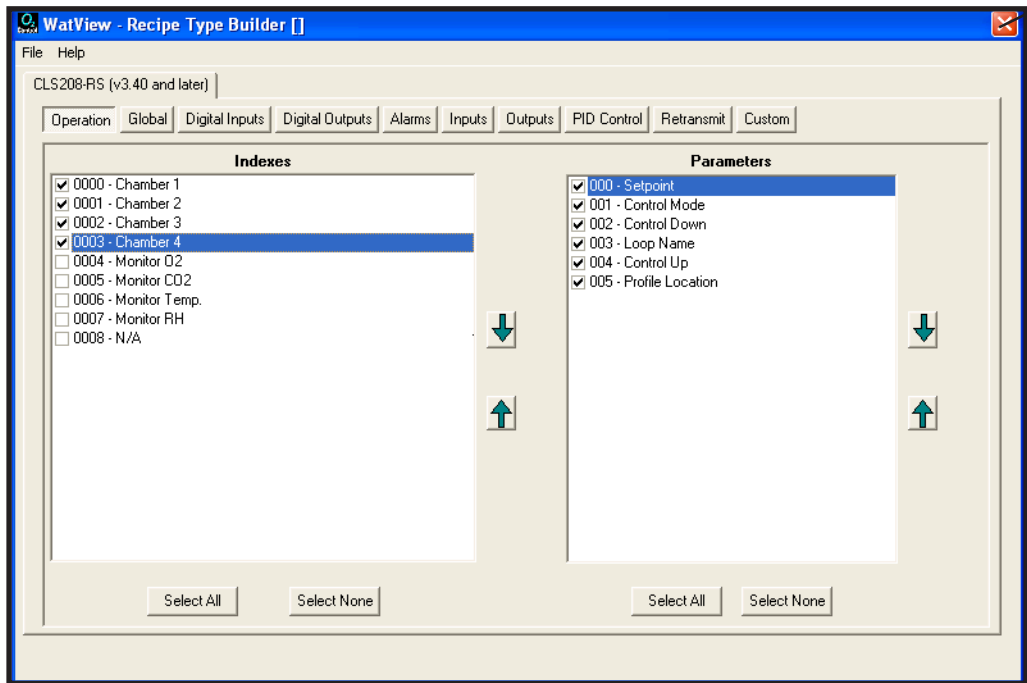 WatView - Recipe Type Builder []
File Help
CLS208-RS (v3.40 and later)
Operation Global Digital Inputs Digital Outputs Alarms Inputs Outputs PID Control Retransmit Custom
Indexes
0000 - Chamber 1
0001 - Chamber 2
0002 - Chamber 3
0003 - Chamber 4
0004 - Monitor O2
0005 - Monitor CO2
0006 - Monitor Temp.
0007 - Monitor RH
0008 - N/A
Select All Select None
Parameters
000 - Setpoint
001 - Control Mode
002 - Control Down
003 - Loop Name
004 - Control Up
005 - Profile Location
Select All Select None